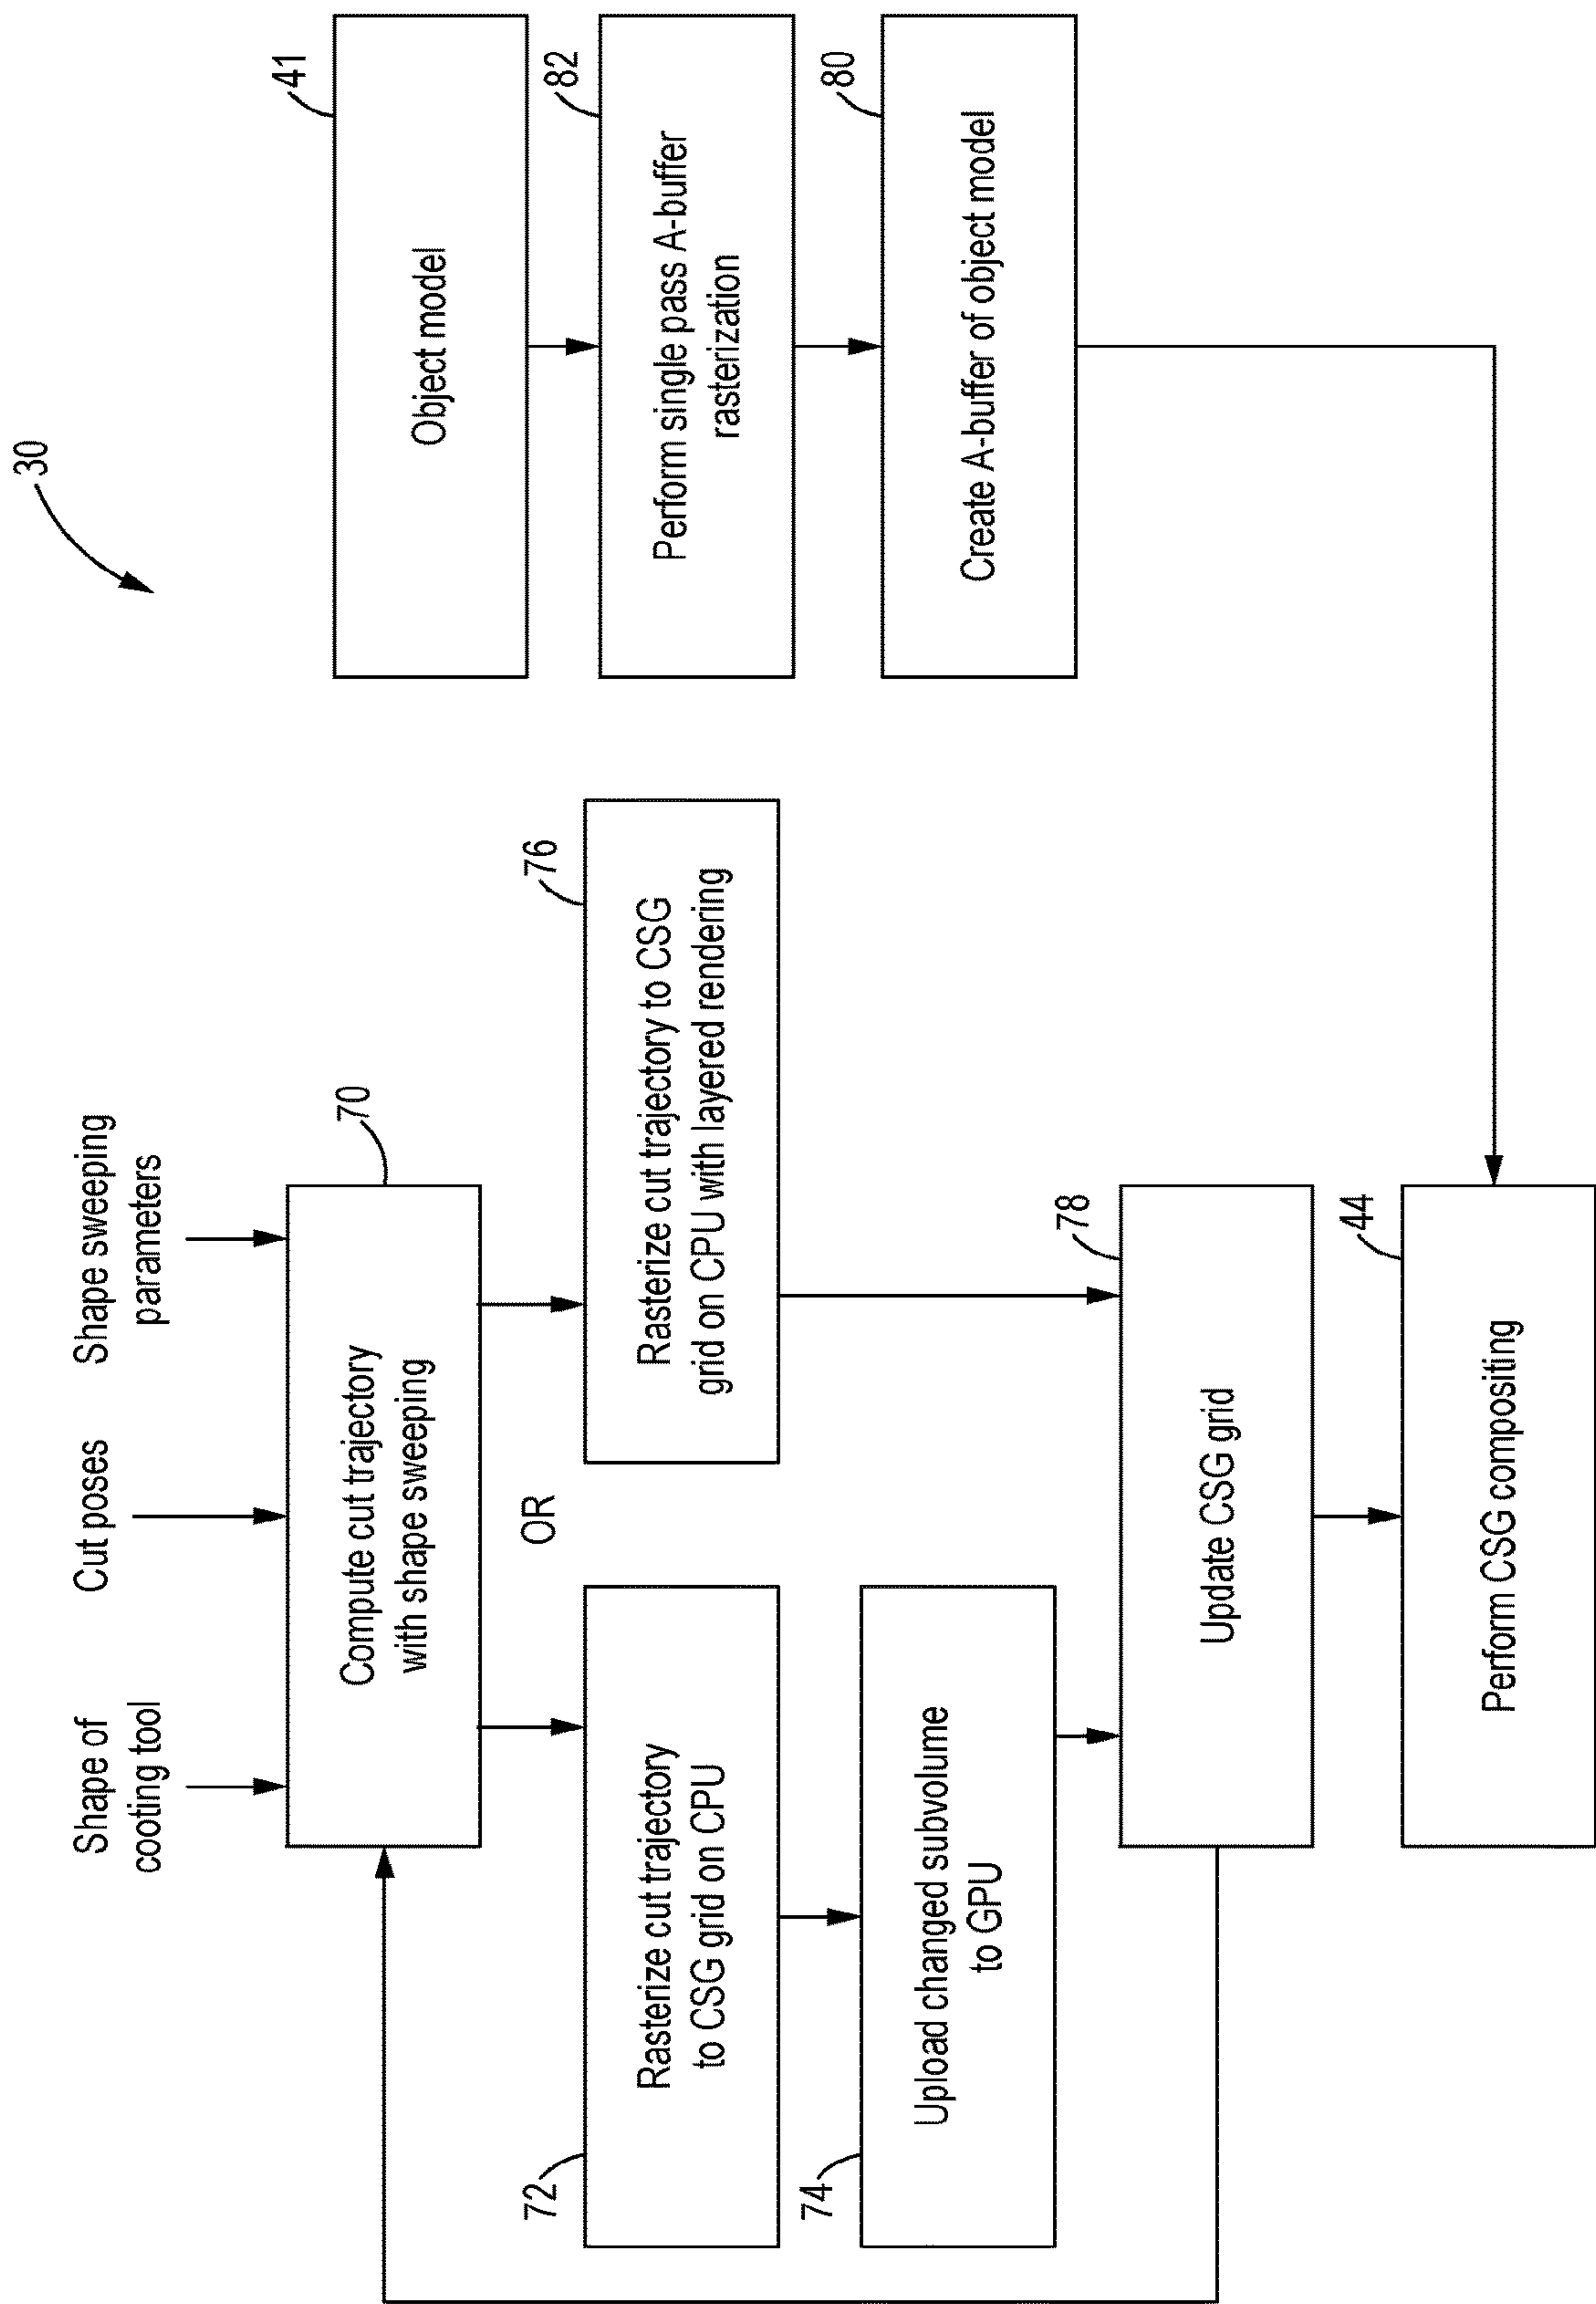 30
Shape of
cooting tool
Cut poses
Shape sweeping
parameters
70
Compute cut trajectory
with shape sweeping
OR
72
Rasterize cut trajectory
to CSG grid on CPU
74
Upload changed subvolume
to GPU
76
Rasterize cut trajectory to CSG
grid on CPU with layered rendering
78
Update CSG grid
44
Perform CSG compositing
41
Object model
82
Perform single pass A-buffer
rasterization
80
Create A-buffer of object model